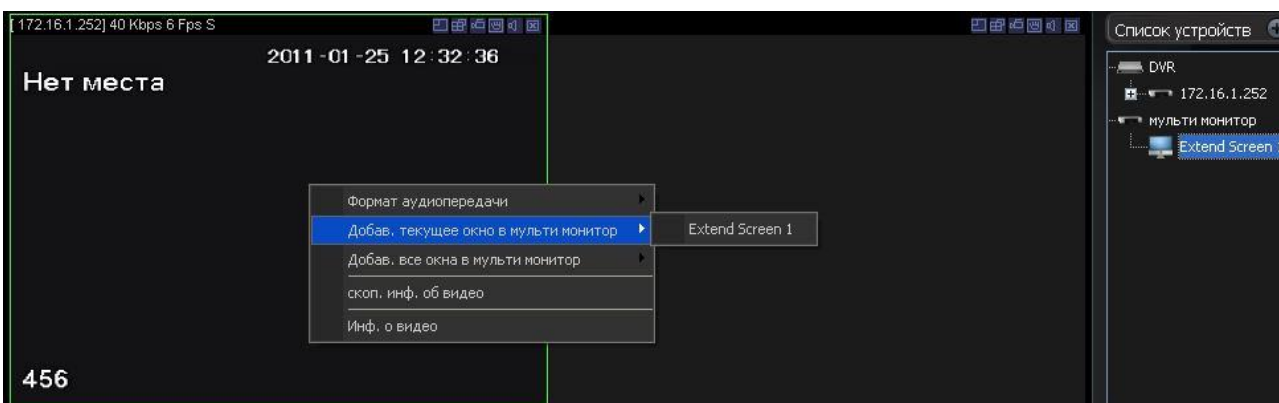 [ 172.16.1.252] 40 Kbps 6 Fps S
2011-01-25 12:32:36
Нет места
Формат аудиопередачи
Добав. текущее окно в мульти монитор
Extend Screen 1
Добав. все окна в мульти монитор
скоп. инф. об видео
Инф. о видео
456
Список устройств
DVR
172.16.1.252
мульти монитор
Extend Screen